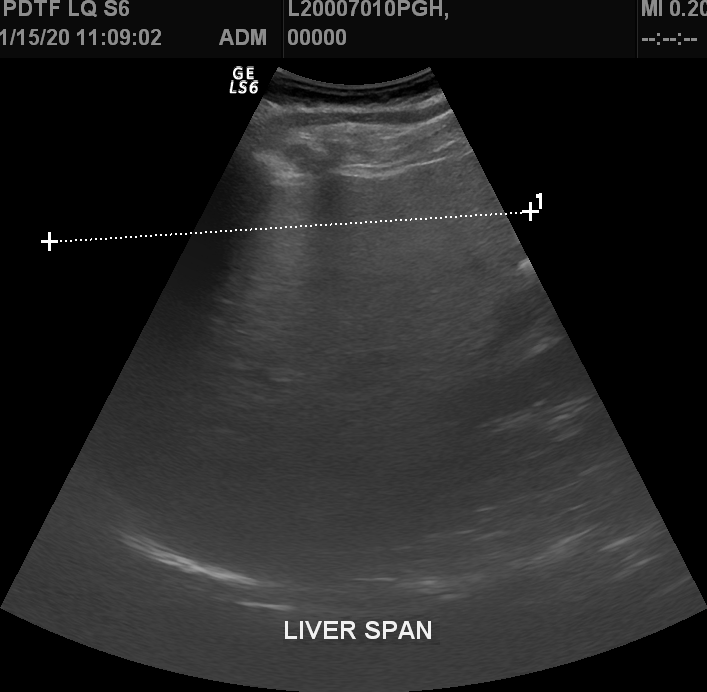 PDTF LQ S6
L20007010PGH,
MI 0.20
1/15/20 11:09:02
ADM
00000
--:--:--
GE
LS6
1
LIVER SPAN